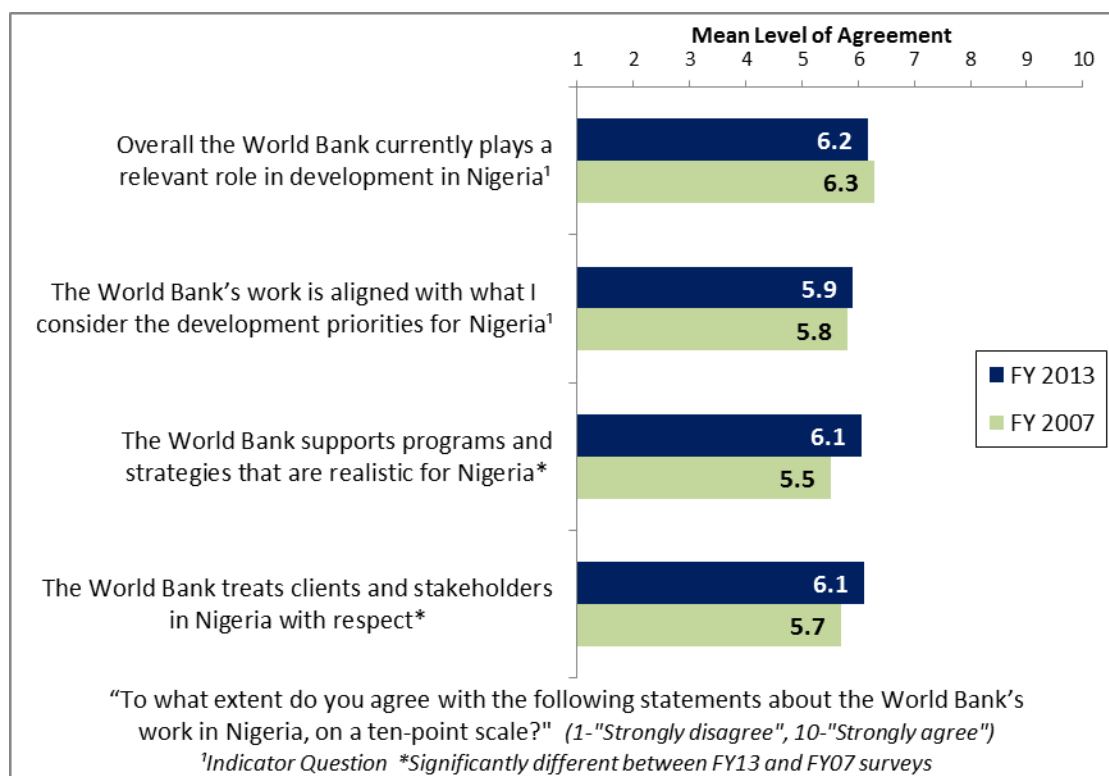 Mean Level of Agreement
1 2 3 4 5 6 7 8 9 10
Overall the World Bank currently plays a
relevant role in development in Nigeria¹
6.2
6.3
The World Bank’s work is aligned with what I
consider the development priorities for Nigeria¹
5.9
5.8
FY 2013
FY 2007
The World Bank supports programs and
strategies that are realistic for Nigeria*
6.1
5.5
The World Bank treats clients and stakeholders
in Nigeria with respect*
6.1
5.7
“To what extent do you agree with the following statements about the World Bank’s
work in Nigeria, on a ten-point scale?" (1-"Strongly disagree", 10-"Strongly agree")
¹Indicator Question *Significantly different between FY13 and FY07 surveys